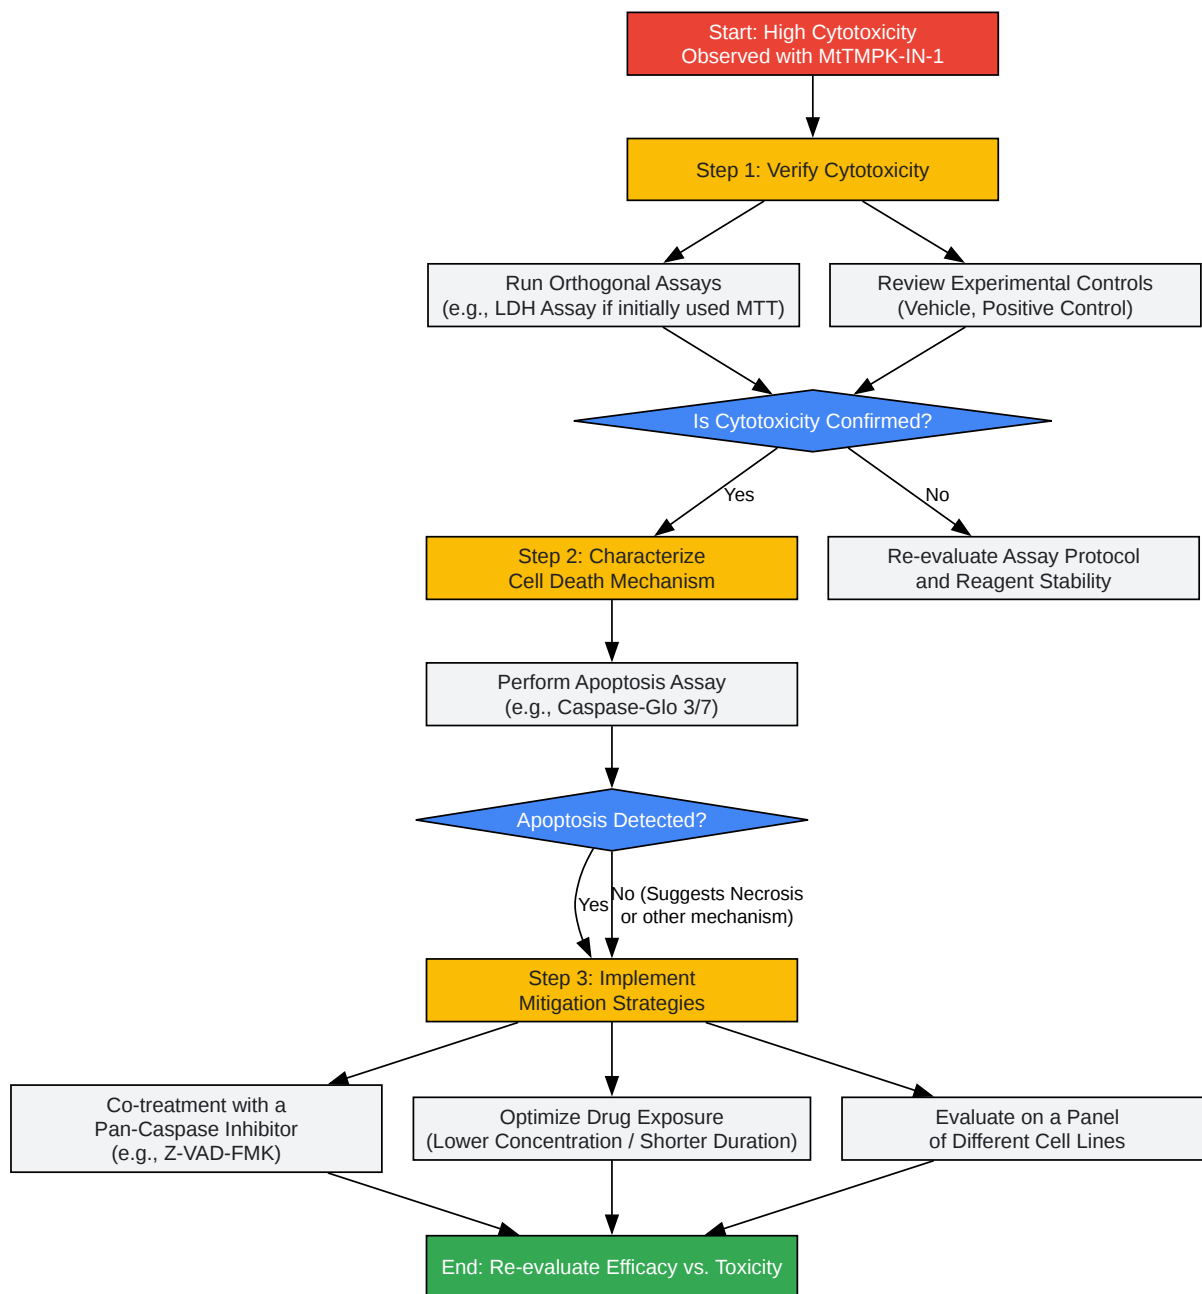 Start: High Cytotoxicity
Observed with MtTMPK-IN-1
Step 1: Verify Cytotoxicity
Run Orthogonal Assays
(e.g., LDH Assay if initially used MTT)
Review Experimental Controls
(Vehicle, Positive Control)
Is Cytotoxicity Confirmed?
Yes
No
Step 2: Characterize
Cell Death Mechanism
Re-evaluate Assay Protocol
and Reagent Stability
Perform Apoptosis Assay
(e.g., Caspase-Glo 3/7)
Apoptosis Detected?
Yes
No (Suggests Necrosis
or other mechanism)
Step 3: Implement
Mitigation Strategies
Co-treatment with a
Pan-Caspase Inhibitor
(e.g., Z-VAD-FMK)
Optimize Drug Exposure
(Lower Concentration / Shorter Duration)
Evaluate on a Panel
of Different Cell Lines
End: Re-evaluate Efficacy vs. Toxicity